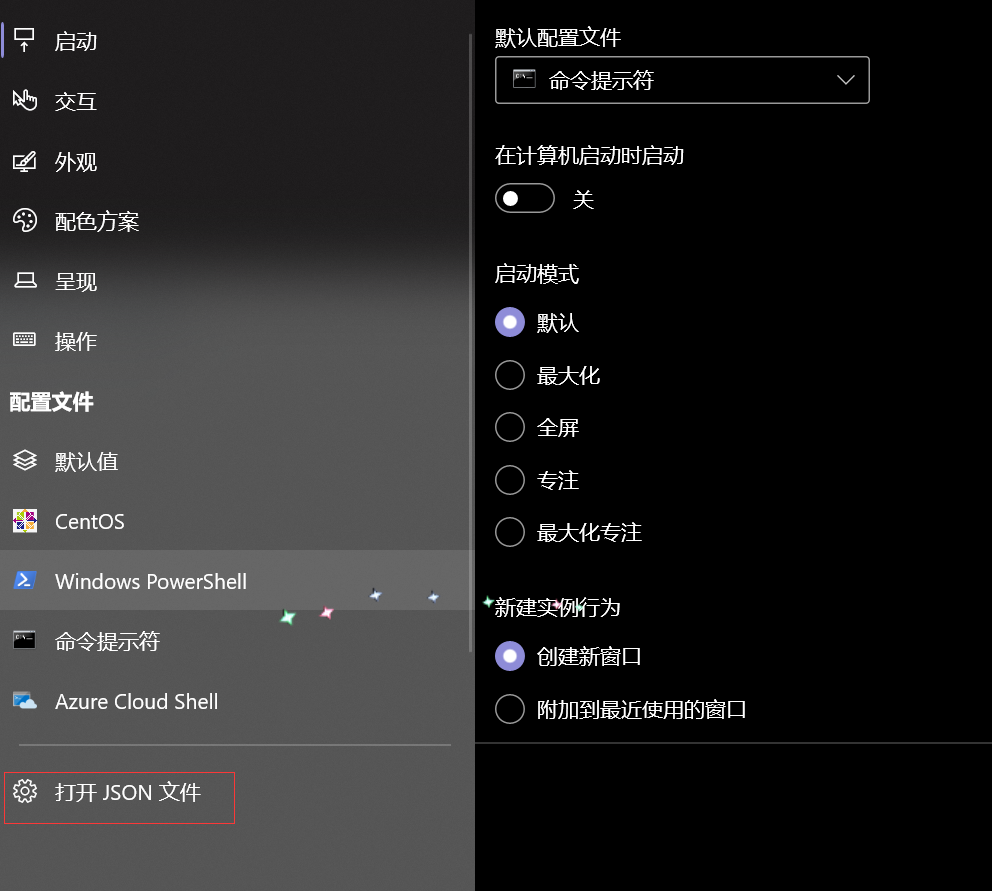 启动
交互
外观
配色方案
呈现
操作
配置文件
默认值
CentOS
Windows PowerShell
命令提示符
Azure Cloud Shell
打开 JSON 文件
默认配置文件
命令提示符
在计算机启动时启动
关
启动模式
默认
最大化
全屏
专注
最大化专注
新建实例行为
创建新窗口
附加到最近使用的窗口